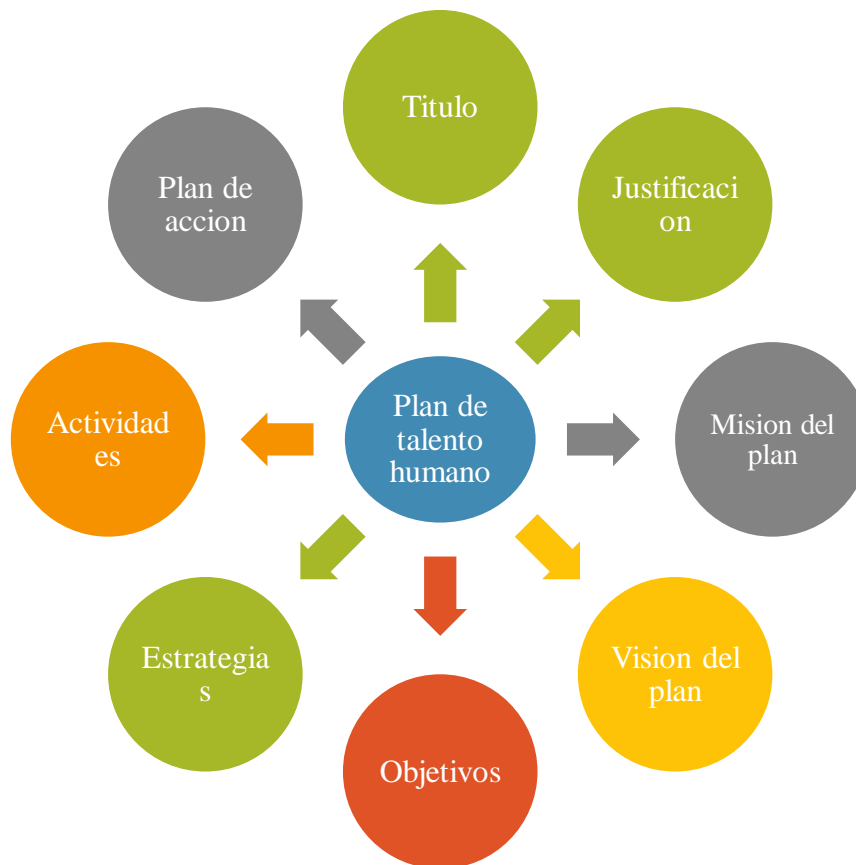 Titulo
Justificaci
on
Mision del
plan
Vision del
plan
Objetivos
Estrategia
s
Actividad
es
Plan de
accion
Plan de
talento
humano